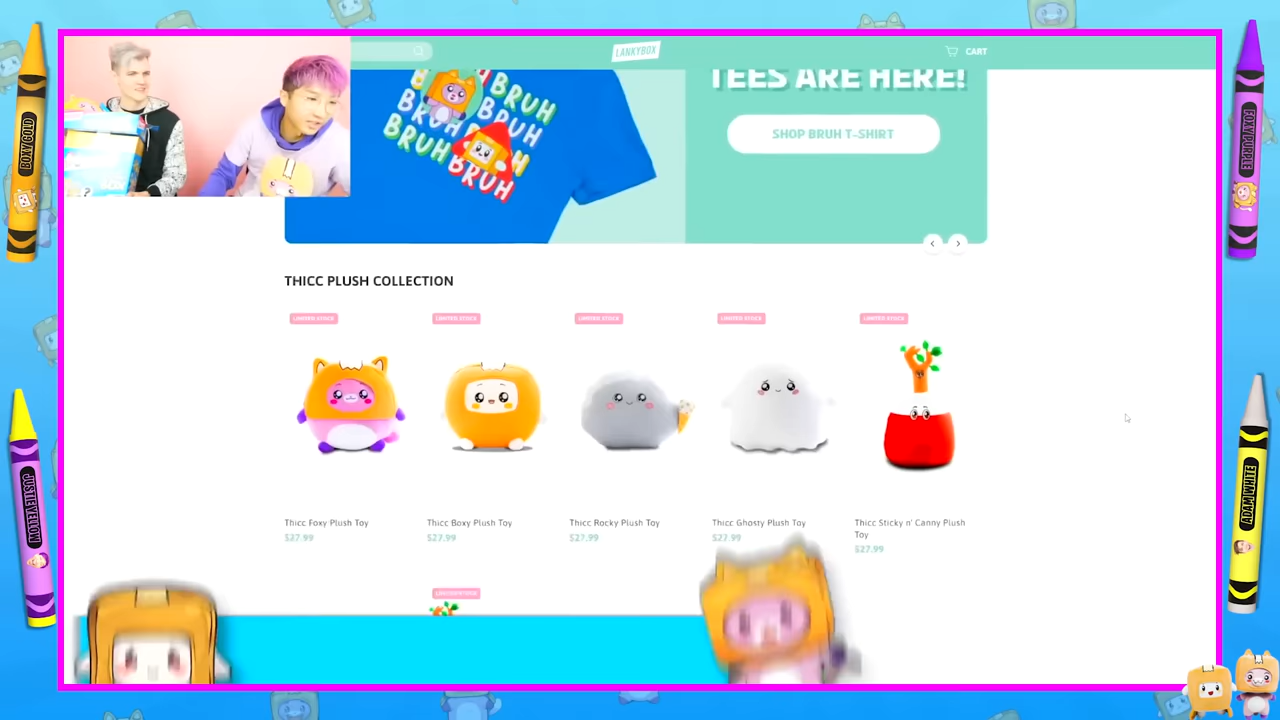 LANKYBOX
CART
TEES ARE HERE!
SHOP BRUH T-SHIRT
BRUH
BRUH BRUH
BRUH BRUH
BRUH
BRUH
THICC PLUSH COLLECTION
LIMITED STOCK LIMITED STOCK LIMITED STOCK LIMITED STOCK LIMITED STOCK
Thicc Foxy Plush Toy Thicc Boxy Plush Toy Thicc Rocky Plush Toy Thicc Ghosty Plush Toy Thicc Sticky n' Canny Plush
Toy
$27.99 $27.99 $27.99 $27.99
$27.99
LIMITED STOCK
BOXY GOLD
FOXY PURPLE
JUSTIEYELLOW
ADAM WHITE